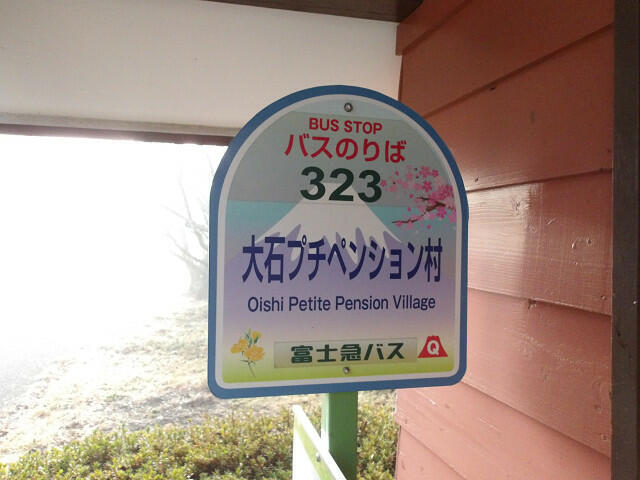 BUS STOP
バスのりば
323
大石プチペンション村
Oishi Petite Pension Village
富士急バス Q